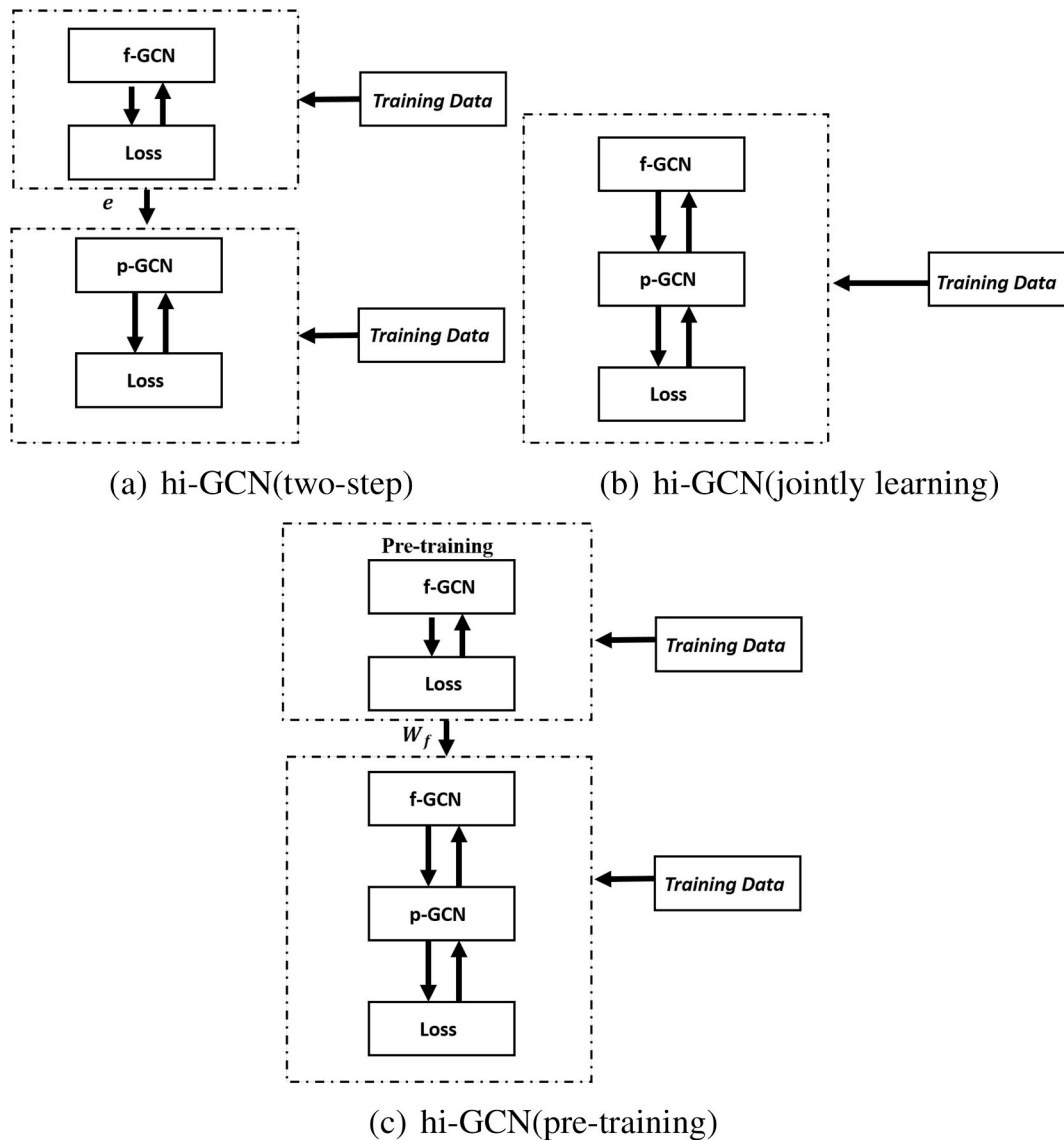 f-GCN
Loss
Training Data
e
p-GCN
Loss
Training Data
(a) hi-GCN(two-step)
f-GCN
p-GCN
Loss
Training Data
(b) hi-GCN(jointly learning)
Pre-training
f-GCN
Loss
Training Data
W_f
f-GCN
p-GCN
Loss
Training Data
(c) hi-GCN(pre-training)